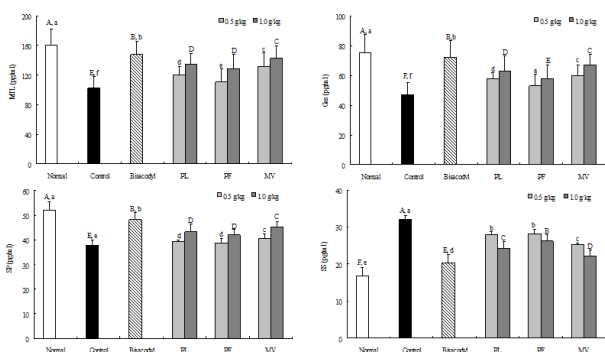 200
160
120
80
40
0
MTL (pg/ml)
0.5 g/kg 1.0 g/kg
A, a
E, f
B, b
d D
e D
c C
Normal Control Bisacodyl PL PF MV
100
80
60
40
20
0
Gas (pg/ml)
0.5 g/kg 1.0 g/kg
A, a
F, f
B, b
d D
E
c C
Normal Control Bisacodyl PL PF MV
60
50
40
30
20
10
0
SP (pg/ml)
0.5 g/kg 1.0 g/kg
A, a
E, e
B, b
d D
d D
c C
Normal Control Bisacodyl PL PF MV
40
30
20
10
0
SS (pg/ml)
0.5 g/kg 1.0 g/kg
A, a
E, d
b C
b B
c D
Normal Control Bisacodyl PL PF MV